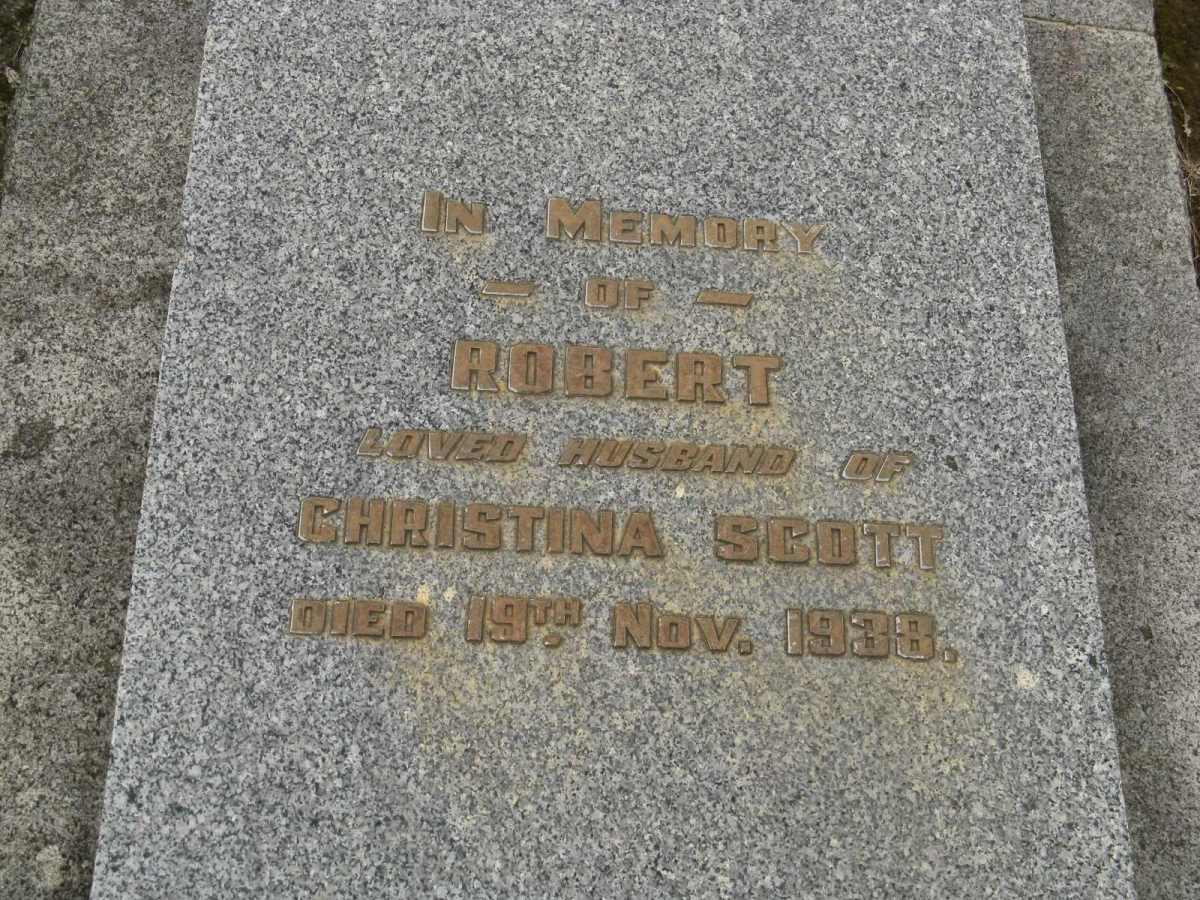 In Memory
— OF —
ROBERT
LOVED HUSBAND OF
CHRISTINA SCOTT
DIED 19TH. Nov. 1938.